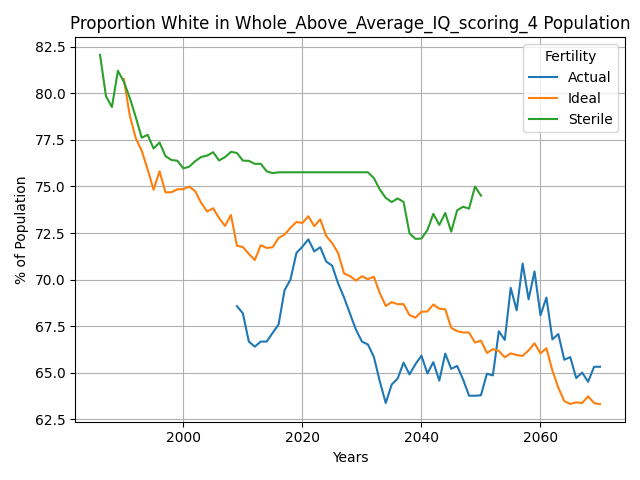 Proportion White in Whole_Above_Average_IQ_scoring_4 Population
82.5
80.0
77.5
75.0
72.5
70.0
67.5
65.0
62.5
% of Population
Fertility
Actual
Ideal
Sterile
2000
2020
2040
2060
Years